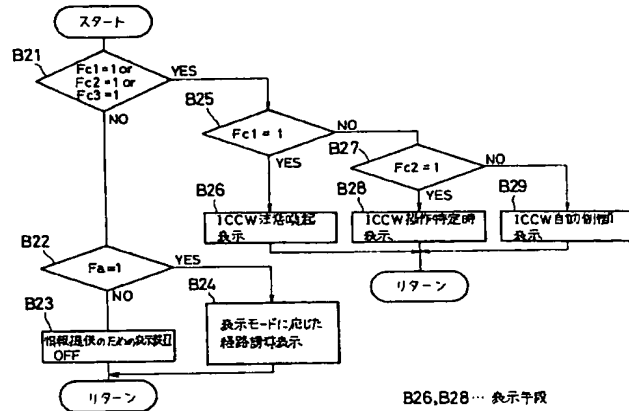 スタート
B21
Fc1=1 or
Fc2=1 or
Fc3=1
YES
NO
B25
Fc1=1
NO
YES
B27
Fc2=1
NO
YES
B26
ICCW注意喚起
表示
B28
ICCW操作特定時
表示
B29
ICCW自動制御
表示
リターン
B22
Fa=1
YES
NO
B23
情報提供のための表示
OFF
B24
表示モードに応じた
経路誘導表示
リターン
B26,B28… 表示手段